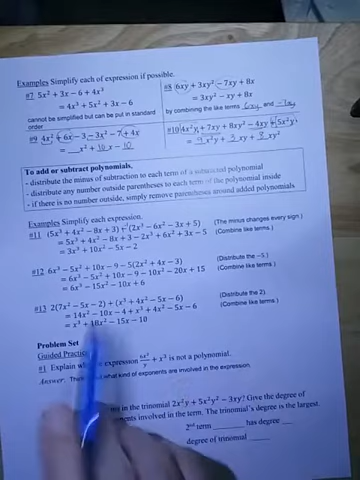 Examples Simplify each of expression if possible.
#7 5x² + 3x − 6 + 4x³
= 4x³ + 5x² + 3x − 6
cannot be simplified but can be put in standard order
#8 6xy + 3xy² − 7xy + 8x
= 3xy² − xy + 8x
by combining the like terms 6xy and −7xy
#9 4x² + 6x − 3 − 3x² − 7 + 4x
= x² + 10x − 10
#10 4x²y + 7xy + 8xy² − 4xy + 5x²y
= 9x²y + 3xy + 8xy²
To add or subtract polynomials,
- distribute the minus of subtraction to each term of a subtracted polynomial
- distribute any number outside parentheses to each term of the polynomial inside
- if there is no number outside, simply remove parentheses around added polynomials
Examples Simplify each expression.
#11 (5x³ + 4x² − 8x + 3) − (2x³ − 6x² − 3x + 5) (The minus changes every sign)
= 5x³ + 4x² − 8x + 3 − 2x³ + 6x² + 3x − 5 (Combine like terms.)
= 3x³ + 10x² − 5x − 2
#12 6x³ − 5x² + 10x − 9 − 5(2x² + 4x − 3) (Distribute the −5.)
= 6x³ − 5x² + 10x − 9 − 10x² − 20x + 15 (Combine like terms.)
= 6x³ − 15x² − 10x + 6
#13 2(7x² − 5x − 2) + (x³ + 4x² − 5x − 6) (Distribute the 2)
= 14x² − 10x − 4 + x³ + 4x² − 5x − 6 (Combine like terms.)
= x³ + 18x² − 15x − 10
Problem Set
Guided Practice
#1 Explain expression + x³ is not a polynomial.
Answer: what kind of exponents are involved in the expression.
in the trinomial 2x²y + 5x²y² − 3xy? Give the degree of
involved in the term. The trinomial's degree is the largest.
2nd term has degree
degree of trinomial